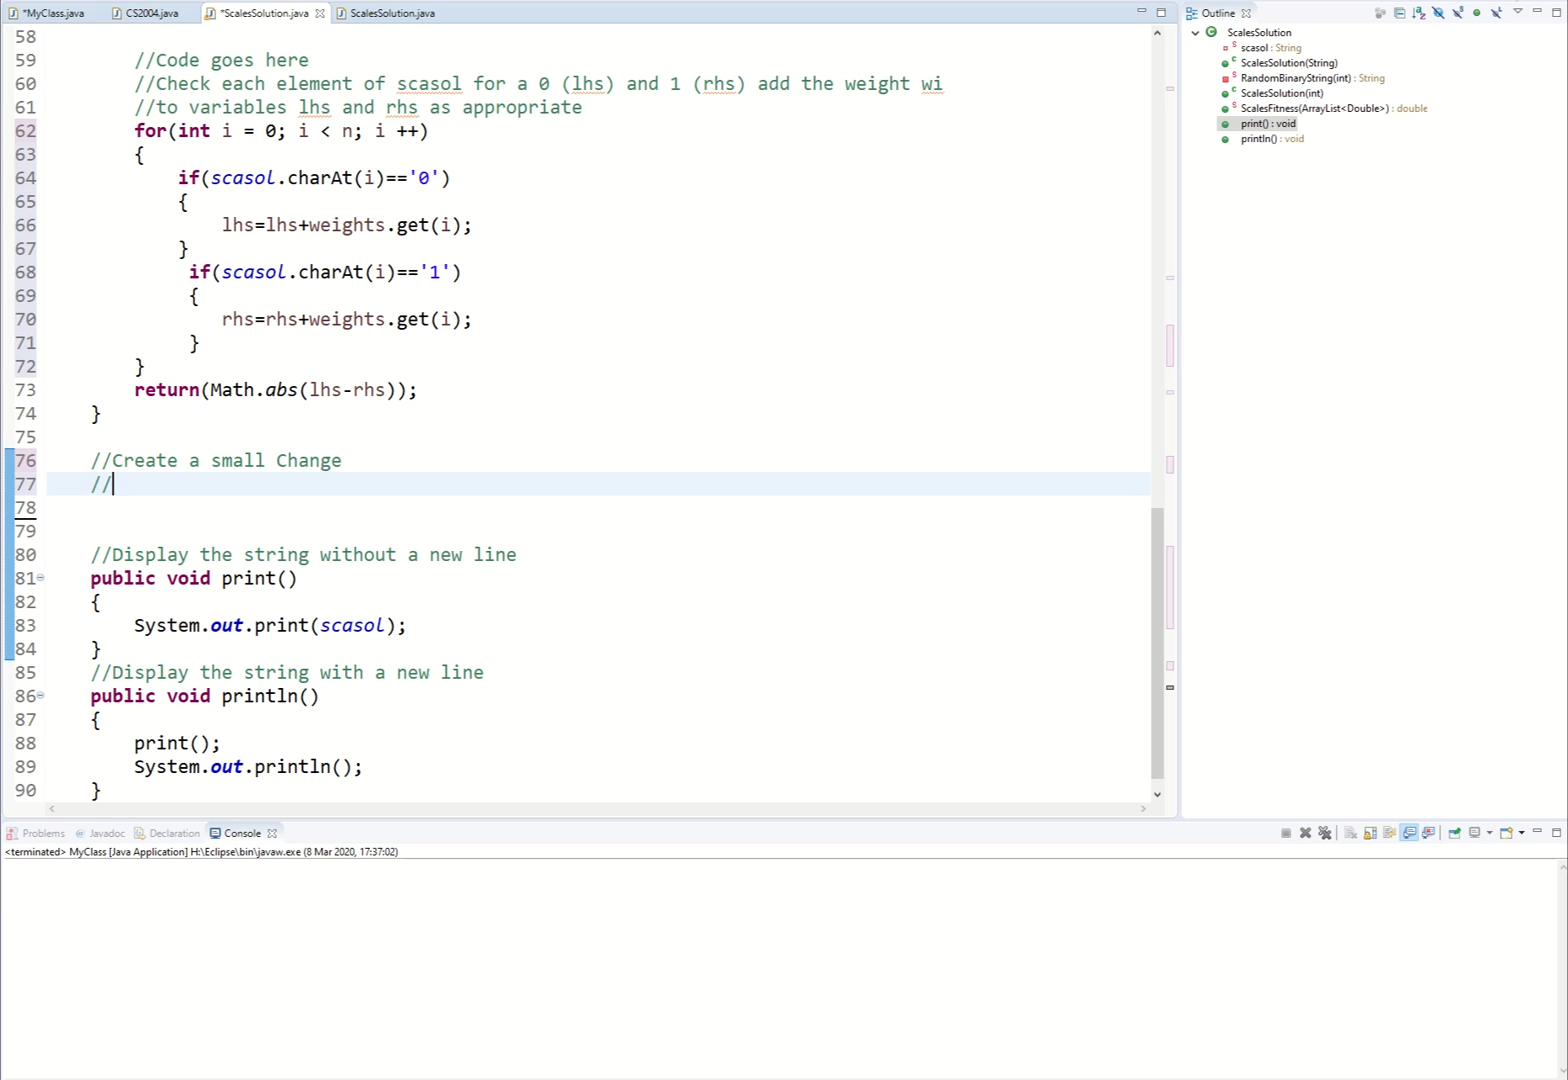 *MyClass.java CS2004.java *ScalesSolution.java ScalesSolution.java
58
59 //Code goes here
60 //Check each element of scasol for a 0 (lhs) and 1 (rhs) add the weight wi
61 //to variables lhs and rhs as appropriate
62 for(int i = 0; i < n; i ++)
63 {
64 if(scasol.charAt(i)=='0')
65 {
66 lhs=lhs+weights.get(i);
67 }
68 if(scasol.charAt(i)=='1')
69 {
70 rhs=rhs+weights.get(i);
71 }
72 }
73 return(Math.abs(lhs-rhs));
74 }
75
76 //Create a small Change
77 //
78
79
80 //Display the string without a new line
81 public void print()
82 {
83 System.out.print(scasol);
84 }
85 //Display the string with a new line
86 public void println()
87 {
88 print();
89 System.out.println();
90 }
Outline
ScalesSolution
scasol : String
ScalesSolution(String)
RandomBinaryString(int) : String
ScalesSolution(int)
ScalesFitness(ArrayList<Double>) : double
print() : void
println() : void
Problems Javadoc Declaration Console
<terminated> MyClass [Java Application] H:\Eclipse\bin\javaw.exe (8 Mar 2020, 17:37:02)